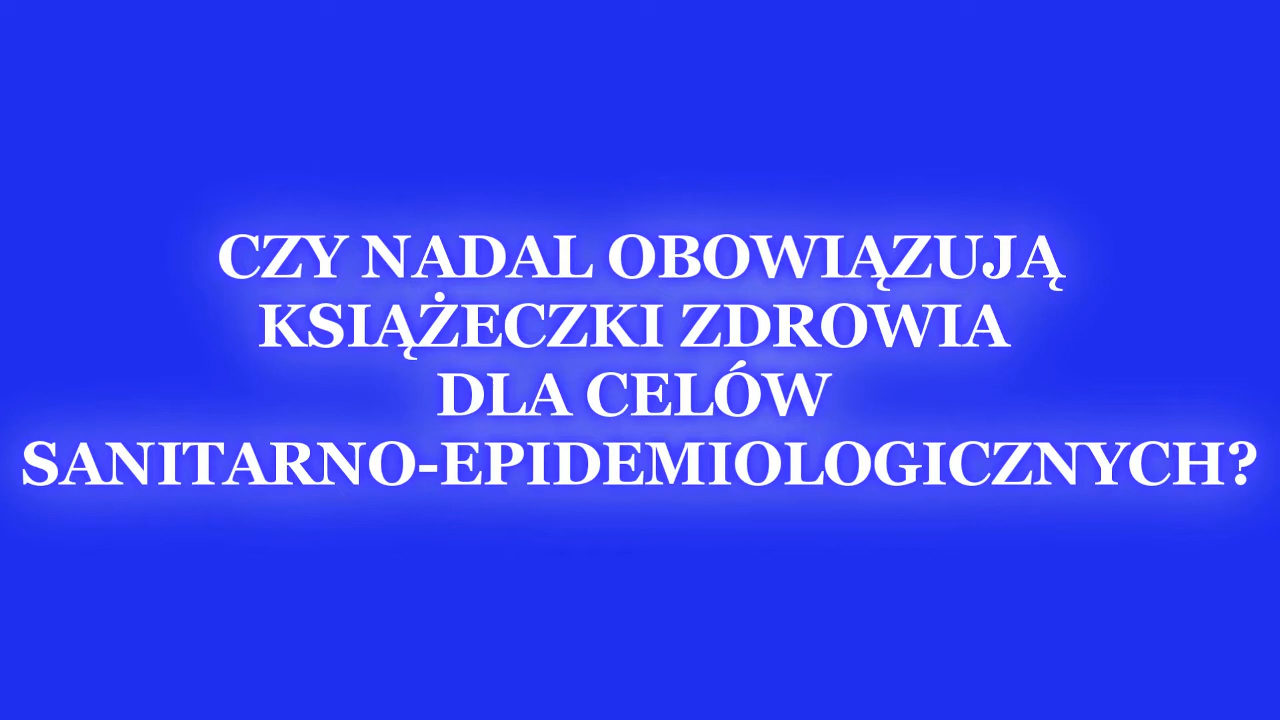 CZY NADAL OBOWIĄZUJĄ
KSIĄŻECZKI ZDROWIA
DLA CELÓW
SANITARNO-EPIDEMIOLOGICZNYCH?